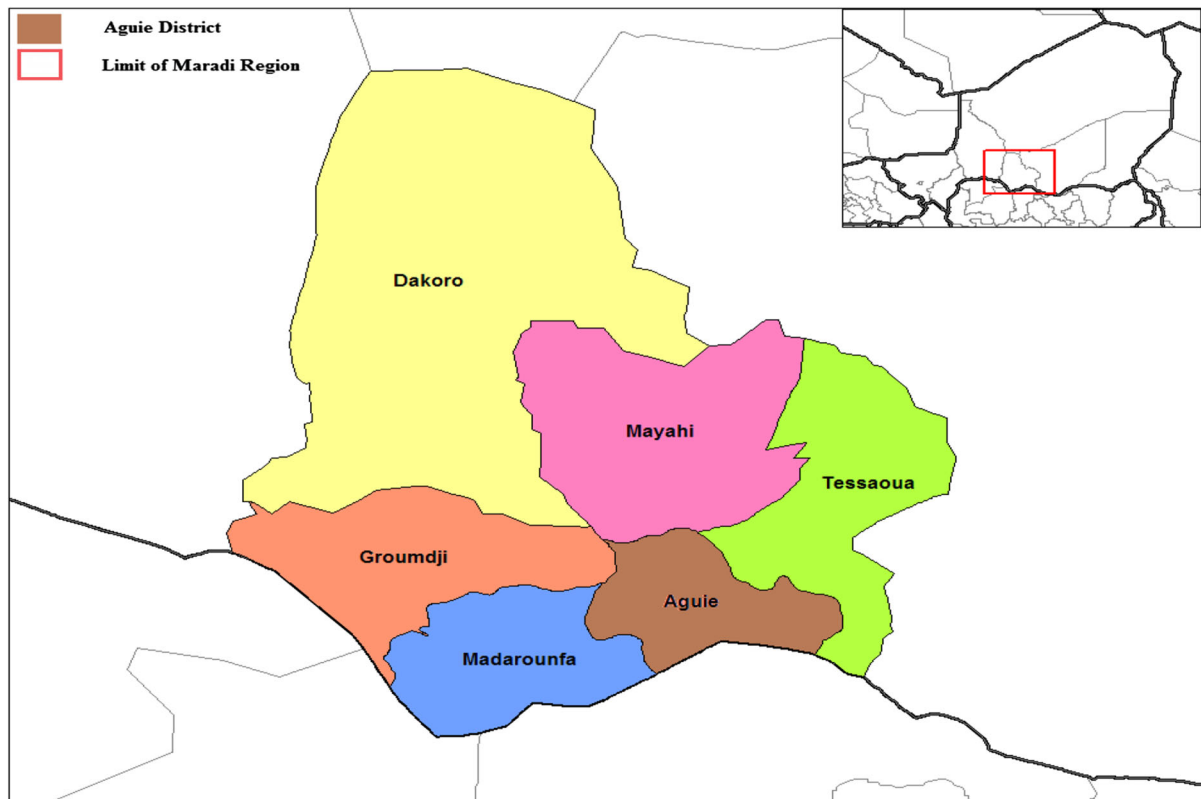 Aguie District
Limit of Maradi Region
Dakoro
Mayahi
Tessaoua
Groumdji
Aguie
Madarounfa